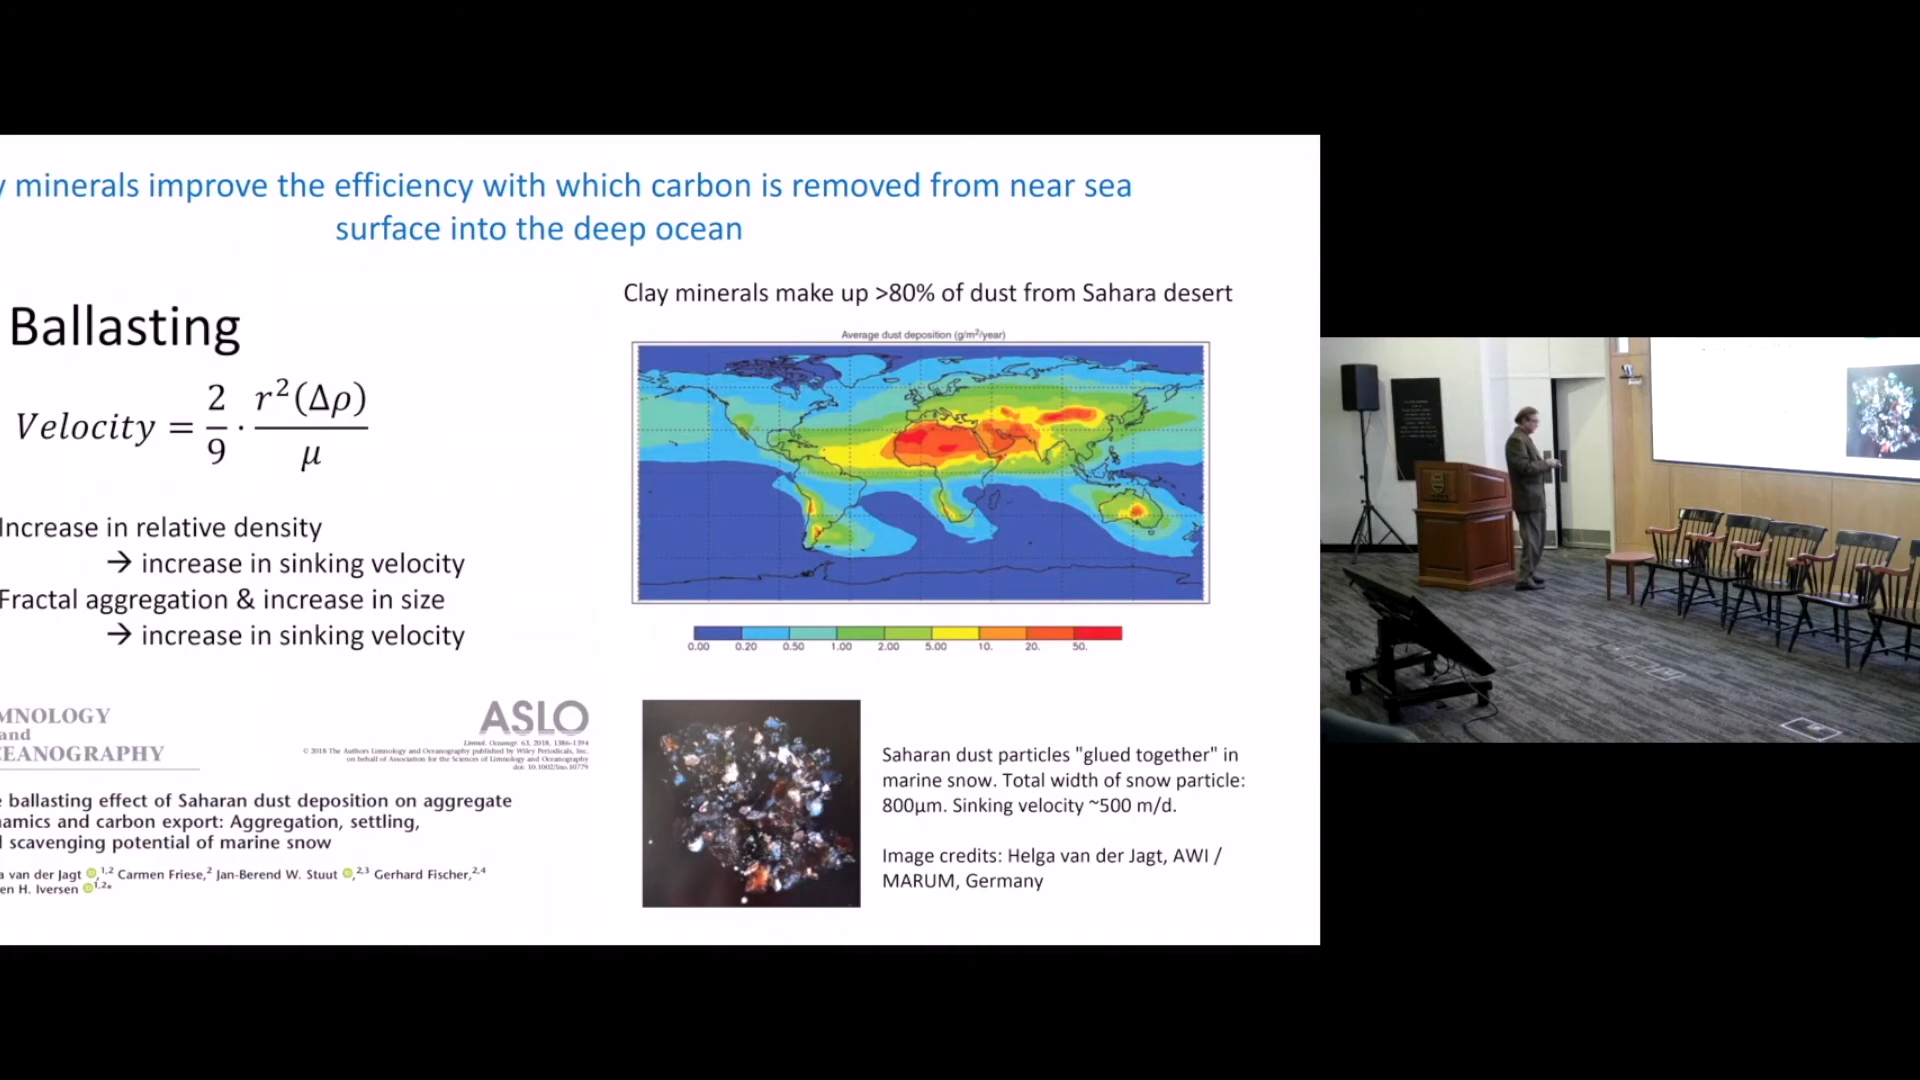 y minerals improve the efficiency with which carbon is removed from near sea
surface into the deep ocean
Ballasting
Velocity = 2/9 · r²(Δρ)/μ
Increase in relative density
→ increase in sinking velocity
Fractal aggregation & increase in size
→ increase in sinking velocity
Clay minerals make up >80% of dust from Sahara desert
Average dust deposition (g/m²/year)
0.00 0.20 0.50 1.00 2.00 5.00 10. 20. 50.
MNOLOGY
and
CEANOGRAPHY
ASLO
Limnol. Oceanogr. 63, 2018, 1386–1394
© 2018 The Authors Limnology and Oceanography published by Wiley Periodicals, Inc.
on behalf of Association for the Sciences of Limnology and Oceanography
doi: 10.1002/lno.10779
e ballasting effect of Saharan dust deposition on aggregate
namics and carbon export: Aggregation, settling,
d scavenging potential of marine snow
a van der Jagt,1,2 Carmen Friese,2 Jan-Berend W. Stuut,2,3 Gerhard Fischer,2,4
en H. Iversen 1,2*
Saharan dust particles "glued together" in
marine snow. Total width of snow particle:
800µm. Sinking velocity ~500 m/d.
Image credits: Helga van der Jagt, AWI /
MARUM, Germany